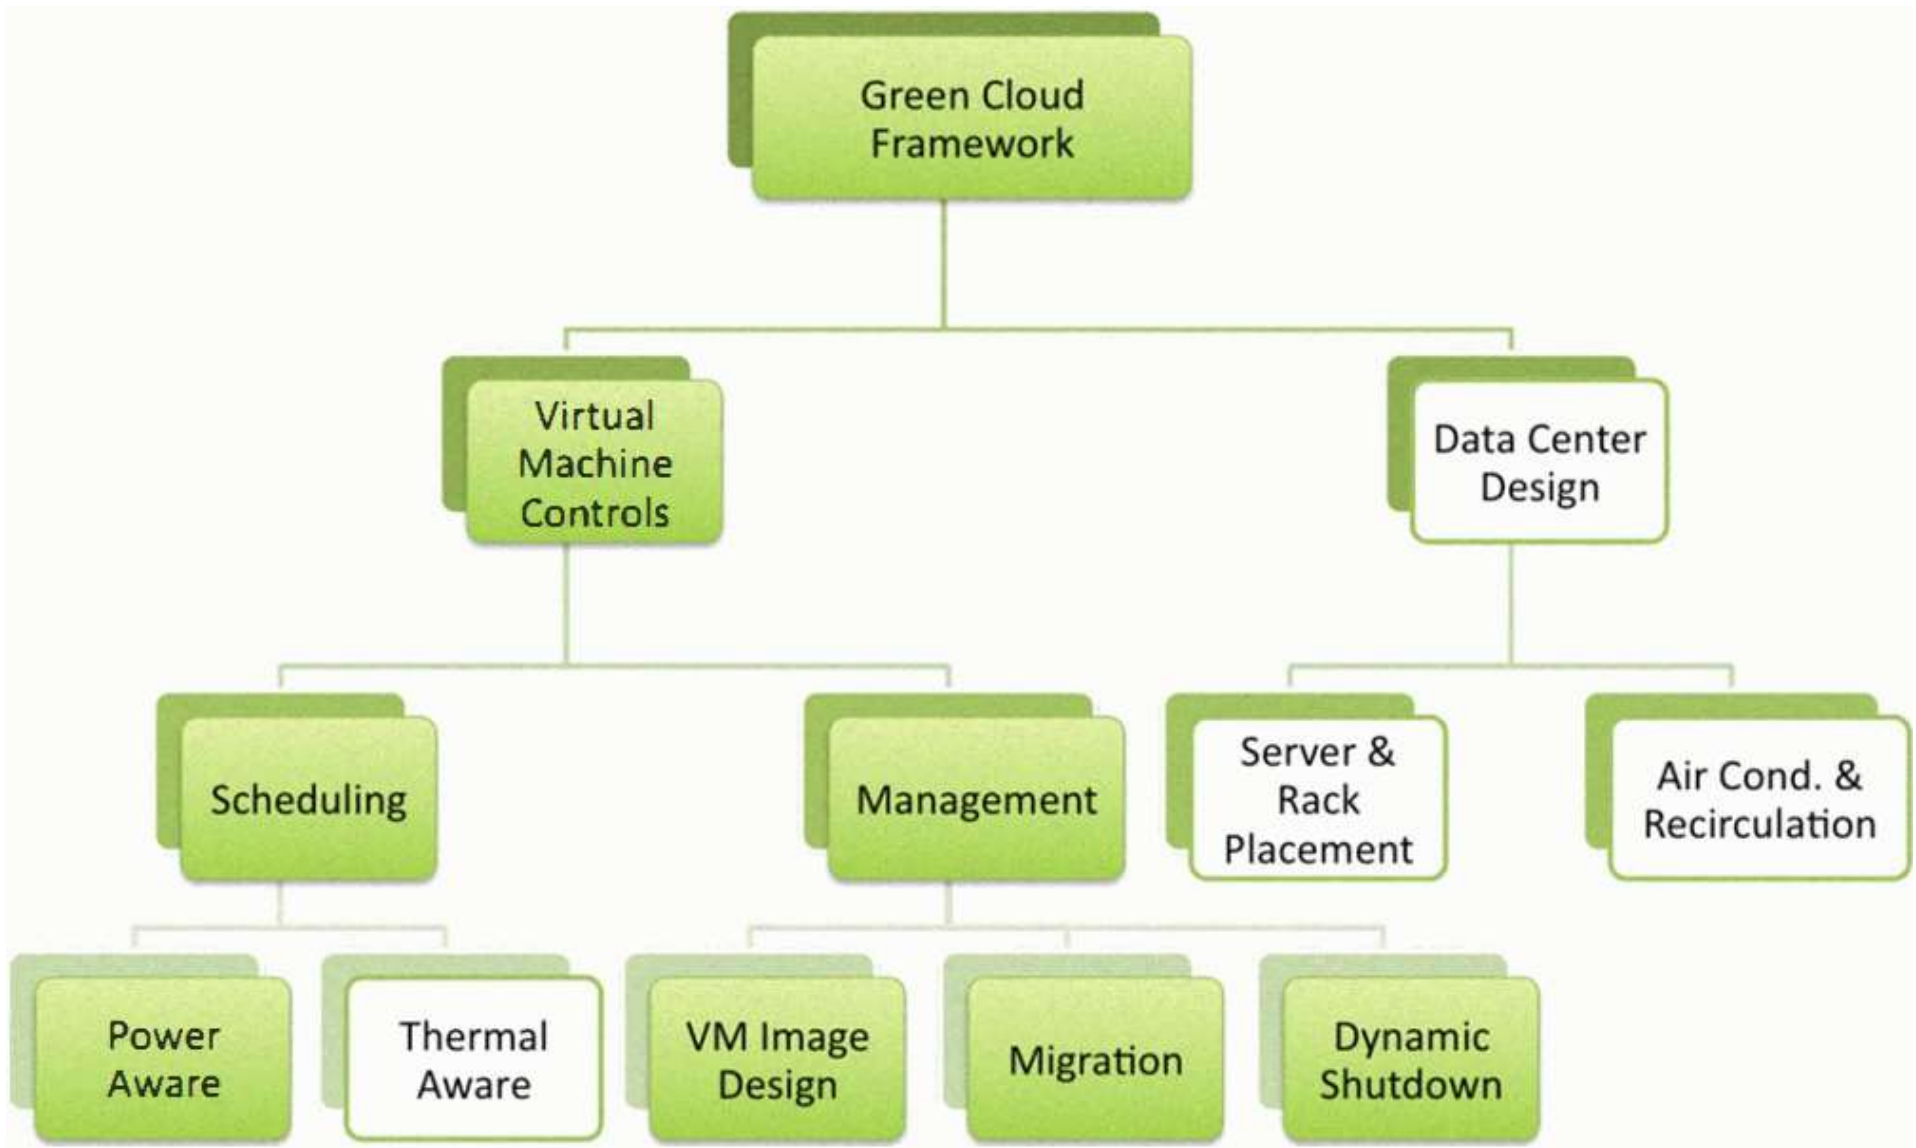 Green Cloud
Framework
Virtual
Machine
Controls
Data Center
Design
Scheduling
Management
Server &
Rack
Placement
Air Cond. &
Recirculation
Power
Aware
Thermal
Aware
VM Image
Design
Migration
Dynamic
Shutdown